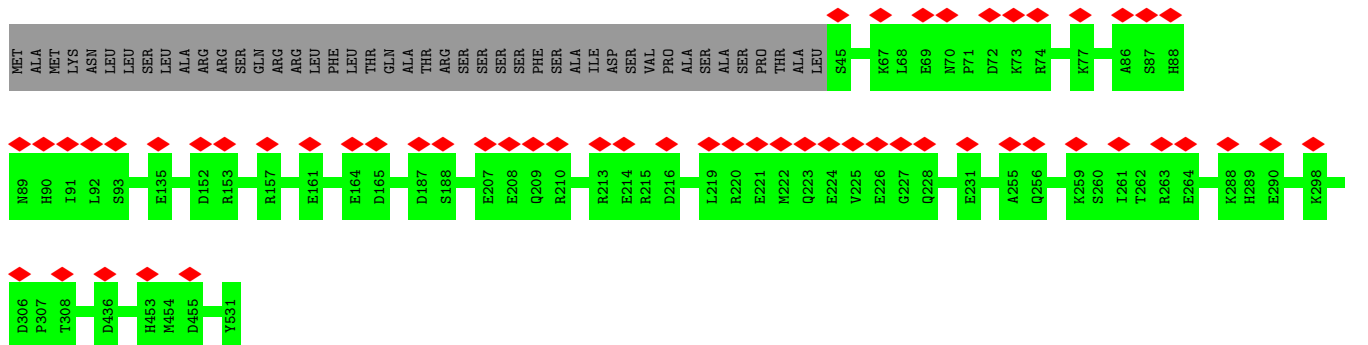 MET ALA MET LYS ASN LEU LEU SER LEU LEU ALA ARG ARG SER GLN ARG ARG LEU PHE LEU THR GLN ALA THR ARG SER SER SER SER PHE SER ALA ILE ASP SER VAL PRO ALA SER ALA SER PRO THR ALA LEU S45 K67 L68 E69 N70 P71 D72 K73 R74 K77 A86 S87 H88
N89 H90 I91 L92 S93 E135 D152 R153 R157 E161 E164 D165 D187 S188 E207 E208 Q209 R210 R213 E214 R215 D216 L219 R220 E221 M222 Q223 E224 V225 E226 G227 Q228 E231 A255 Q256 K259 S260 I261 T262 R263 E264 K288 H289 E290 K298
D306 P307 T308 D436 H453 M454 D455 Y531